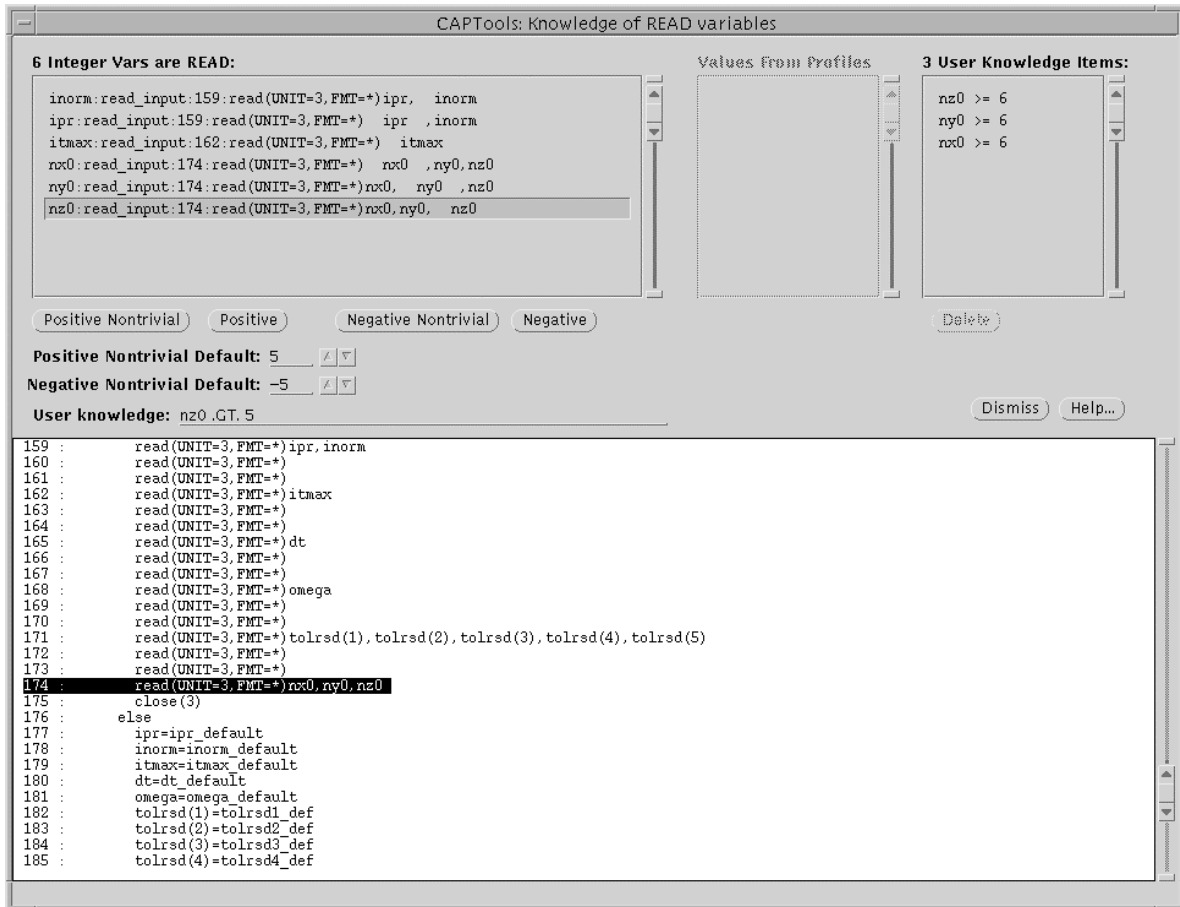 CAPTools: Knowledge of READ variables
6 Integer Vars are READ:
inorm:read_input:159:read(UNIT=3,FMT=*)ipr, inorm
ipr:read_input:159:read(UNIT=3,FMT=*) ipr ,inorm
itmax:read_input:162:read(UNIT=3,FMT=*) itmax
nx0:read_input:174:read(UNIT=3,FMT=*) nx0 ,ny0,nz0
ny0:read_input:174:read(UNIT=3,FMT=*)nx0, ny0 ,nz0
nz0:read_input:174:read(UNIT=3,FMT=*)nx0,ny0, nz0
Values From Profiles
3 User Knowledge Items:
nz0 >= 6
ny0 >= 6
nx0 >= 6
Positive Nontrivial Positive Negative Nontrivial Negative Delete
Positive Nontrivial Default: 5
Negative Nontrivial Default: -5
User knowledge: nz0 .GT. 5
Dismiss Help...
159 : read(UNIT=3,FMT=*)ipr,inorm
160 : read(UNIT=3,FMT=*)
161 : read(UNIT=3,FMT=*)
162 : read(UNIT=3,FMT=*)itmax
163 : read(UNIT=3,FMT=*)
164 : read(UNIT=3,FMT=*)
165 : read(UNIT=3,FMT=*)dt
166 : read(UNIT=3,FMT=*)
167 : read(UNIT=3,FMT=*)
168 : read(UNIT=3,FMT=*)omega
169 : read(UNIT=3,FMT=*)
170 : read(UNIT=3,FMT=*)
171 : read(UNIT=3,FMT=*)tolrsd(1),tolrsd(2),tolrsd(3),tolrsd(4),tolrsd(5)
172 : read(UNIT=3,FMT=*)
173 : read(UNIT=3,FMT=*)
174 : read(UNIT=3,FMT=*)nx0,ny0,nz0
175 : close(3)
176 : else
177 : ipr=ipr_default
178 : inorm=inorm_default
179 : itmax=itmax_default
180 : dt=dt_default
181 : omega=omega_default
182 : tolrsd(1)=tolrsd1_def
183 : tolrsd(2)=tolrsd2_def
184 : tolrsd(3)=tolrsd3_def
185 : tolrsd(4)=tolrsd4_def